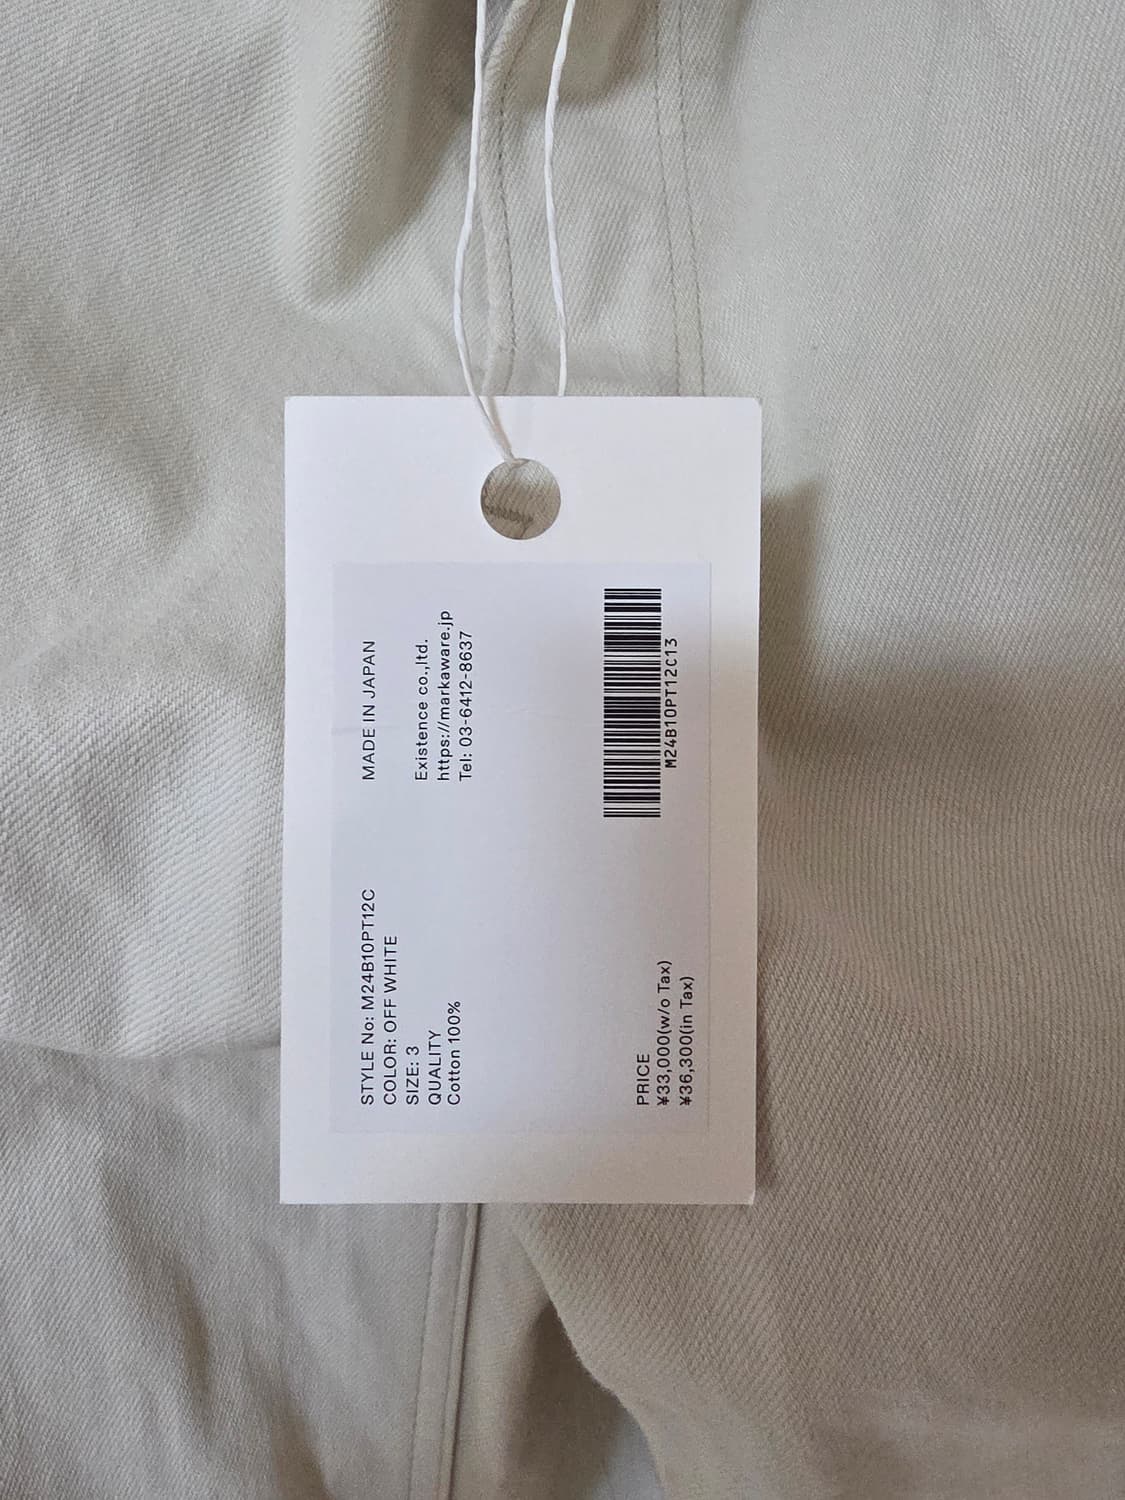 STYLE No: M24B10PT12C
COLOR: OFF WHITE
SIZE: 3
QUALITY
Cotton 100%
MADE IN JAPAN
Existence co.,ltd.
https://markaware.jp
Tel: 03-6412-8637
PRICE
¥33,000(w/o Tax)
¥36,300(in Tax)
M24B10PT12C13